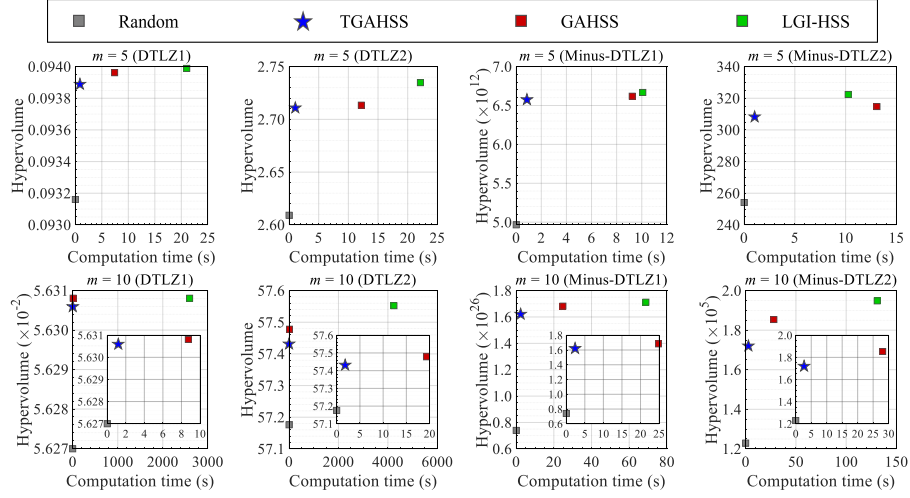 Random TGAHSS GAHSS LGI-HSS
m = 5 (DTLZ1) m = 5 (DTLZ2) m = 5 (Minus-DTLZ1) m = 5 (Minus-DTLZ2)
Hypervolume
0.0940
0.0938
0.0936
0.0934
0.0932
0.0930
0 5 10 15 20 25
Computation time (s)
Hypervolume
2.75
2.70
2.65
2.60
0 5 10 15 20 25
Computation time (s)
Hypervolume (×10^12)
7.0
6.5
6.0
5.5
5.0
0 2 4 6 8 10 12
Computation time (s)
Hypervolume
340
320
300
280
260
240
0 5 10 15
Computation time (s)
m = 10 (DTLZ1) m = 10 (DTLZ2) m = 10 (Minus-DTLZ1) m = 10 (Minus-DTLZ2)
Hypervolume (×10^-2)
5.631
5.630
5.629
5.628
5.627
0 1000 2000 3000
5.631
5.630
5.629
5.628
5.627
0 2 4 6 8 10
Computation time (s)
Hypervolume
57.6
57.5
57.4
57.3
57.2
57.1
0 2000 4000 6000
57.6
57.5
57.4
57.3
57.2
57.1
0 5 10 15 20
Computation time (s)
Hypervolume (×10^26)
1.8
1.6
1.4
1.2
1.0
0.8
0.6
0 20 40 60 80
1.8
1.6
1.4
1.2
1.0
0.8
0.6
0 5 10 15 20 25
Computation time (s)
Hypervolume (×10^5)
2.0
1.8
1.6
1.4
1.2
0 50 100 150
2.0
1.8
1.6
1.4
1.2
0 5 10 15 20 25 30
Computation time (s)